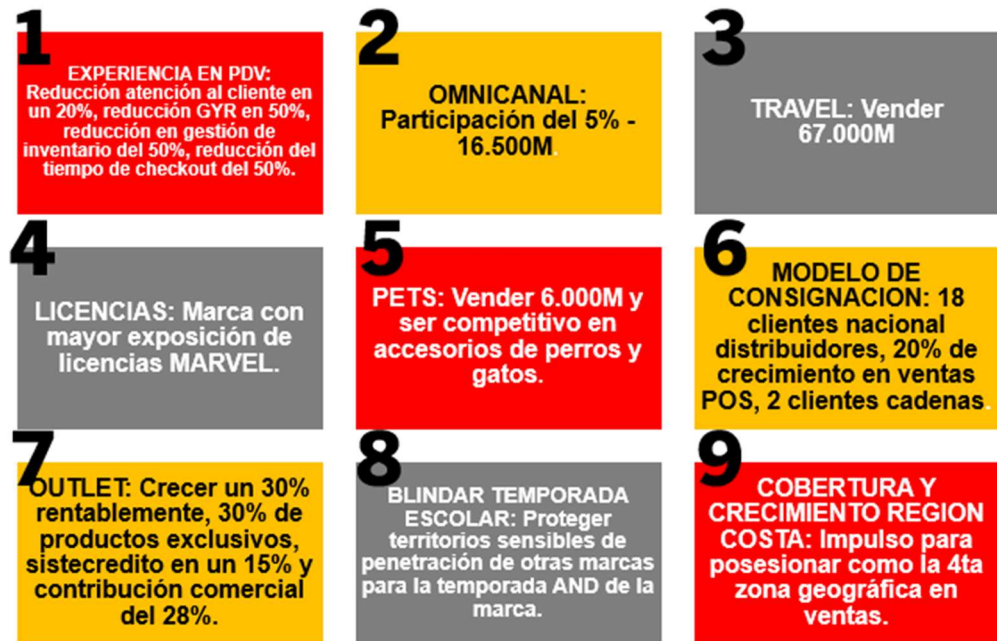 1
EXPERIENCIA EN PDV:
Reducción atención al cliente en
un 20%, reducción GYR en 50%,
reducción en gestión de
inventario del 50%, reducción del
tiempo de checkout del 50%.
2
OMNICANAL:
Participación del 5% -
16.500M.
3
TRAVEL: Vender
67.000M
4
LICENCIAS: Marca con
mayor exposición de
licencias MARVEL.
5
PETS: Vender 6.000M y
ser competitivo en
accesorios de perros y
gatos.
6
MODELO DE
CONSIGNACION: 18
clientes nacional
distribuidores, 20% de
crecimiento en ventas
POS, 2 clientes cadenas.
7
OUTLET: Crecer un 30%
rentablemente, 30% de
productos exclusivos,
sistecredito en un 15% y
contribución comercial
del 28%.
8
BLINDAR TEMPORADA
ESCOLAR: Proteger
territorios sensibles de
penetración de otras marcas
para la temporada AND de la
marca.
9
COBERTURA Y
CRECIMIENTO REGION
COSTA: Impulso para
posesionar como la 4ta
zona geográfica en
ventas.